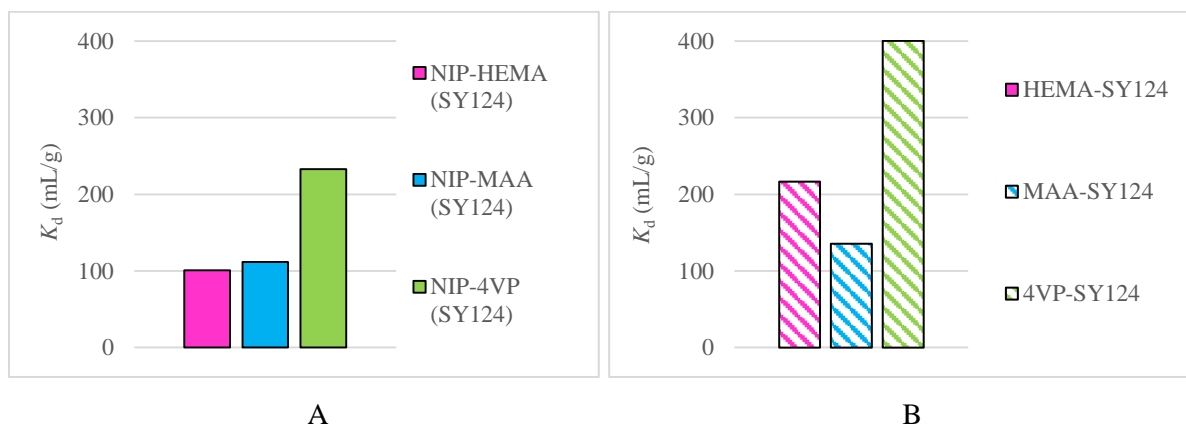 400
300
200
100
0
K_d (mL/g)
NIP-HEMA
(SY124)
NIP-MAA
(SY124)
NIP-4VP
(SY124)
A
400
300
200
100
0
K_d (mL/g)
HEMA-SY124
MAA-SY124
4VP-SY124
B